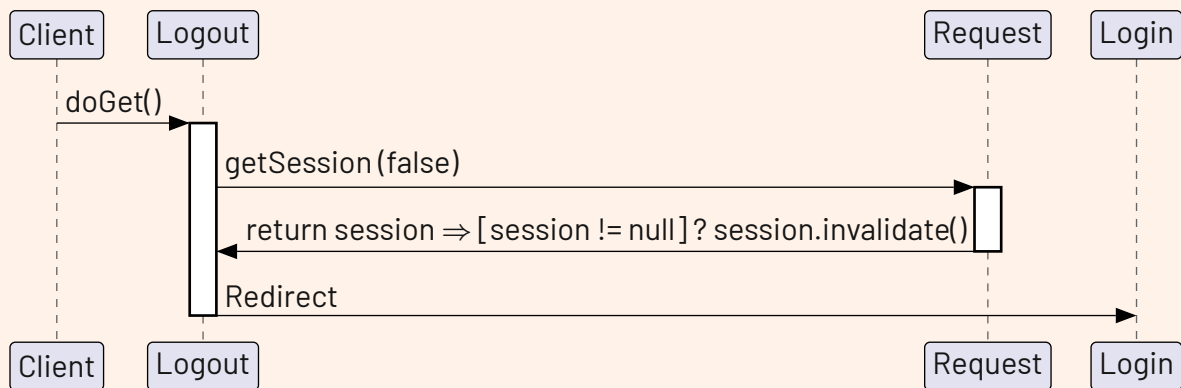 Client Logout Request Login
doGet()
getSession (false)
return session ⇒ [session != null] ? session.invalidate()
Redirect
Client Logout Request Login